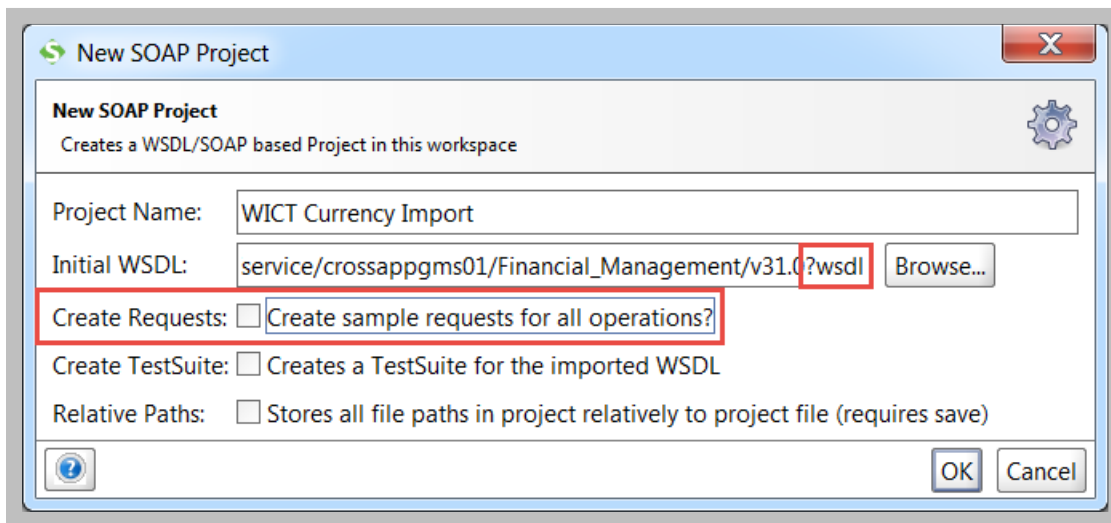 New SOAP Project
New SOAP Project
Creates a WSDL/SOAP based Project in this workspace
Project Name: WICT Currency Import
Initial WSDL: service/crossappgms01/Financial_Management/v31.0?wsdl Browse...
Create Requests: Create sample requests for all operations?
Create TestSuite: Creates a TestSuite for the imported WSDL
Relative Paths: Stores all file paths in project relatively to project file (requires save)
OK Cancel